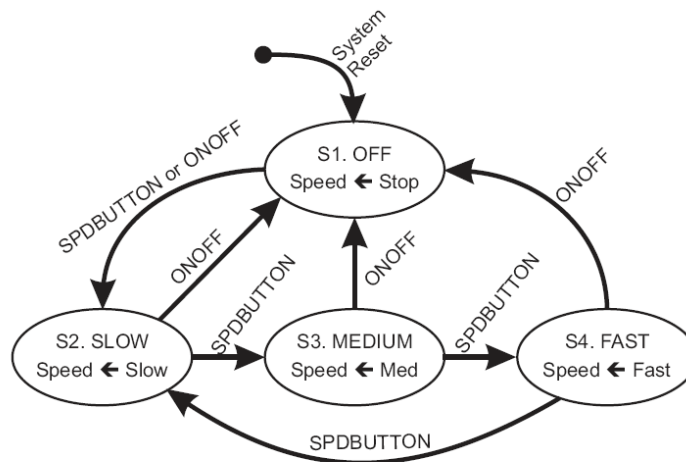 System
Reset
S1. OFF
Speed ← Stop
SPDBUTTON or ONOFF
ONOFF
ONOFF
ONOFF
S2. SLOW
Speed ← Slow
SPDBUTTON
S3. MEDIUM
Speed ← Med
SPDBUTTON
S4. FAST
Speed ← Fast
SPDBUTTON